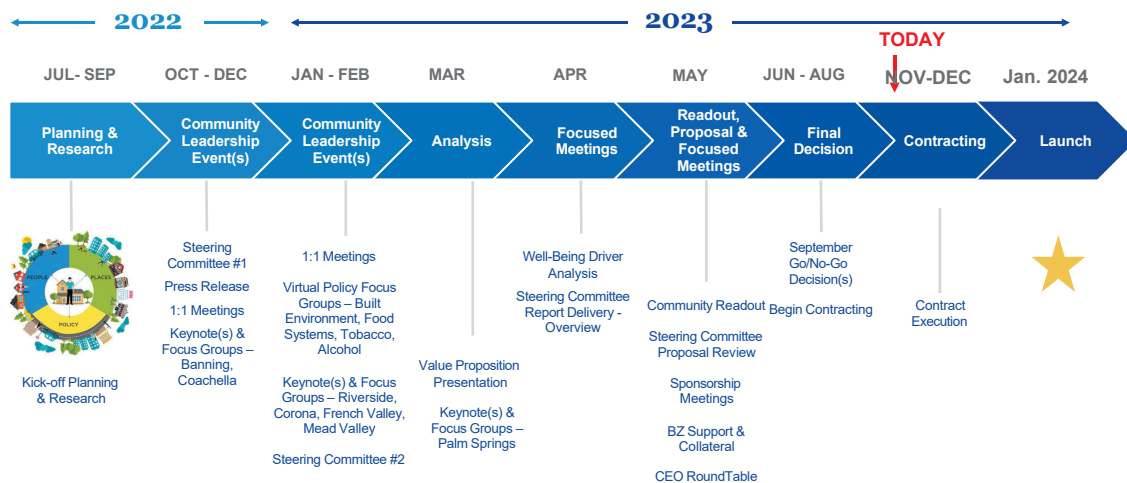 2022
2023
TODAY
JUL- SEP
OCT - DEC
JAN - FEB
MAR
APR
MAY
JUN - AUG
NOV-DEC
Jan. 2024
Planning &
Research
Community
Leadership
Event(s)
Community
Leadership
Event(s)
Analysis
Focused
Meetings
Readout,
Proposal &
Focused
Meetings
Final
Decision
Contracting
Launch
PEOPLE
PLACES
POLICY
Kick-off Planning
& Research
Steering
Committee #1
Press Release
1:1 Meetings
Keynote(s) &
Focus Groups –
Banning,
Coachella
1:1 Meetings
Virtual Policy Focus
Groups – Built
Environment, Food
Systems, Tobacco,
Alcohol
Keynote(s) & Focus
Groups – Riverside,
Corona, French Valley,
Mead Valley
Steering Committee #2
Value Proposition
Presentation
Keynote(s) &
Focus Groups –
Palm Springs
Well-Being Driver
Analysis
Steering Committee
Report Delivery -
Overview
Community Readout
Steering Committee
Proposal Review
Sponsorship
Meetings
BZ Support &
Collateral
CEO RoundTable
September
Go/No-Go
Decision(s)
Begin Contracting
Contract
Execution